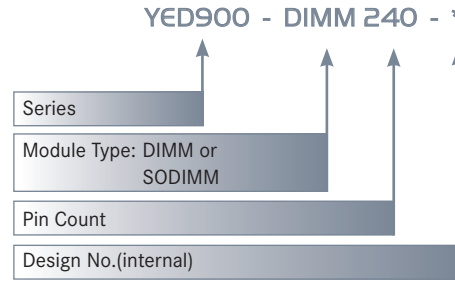 YED900 - DIMM 240 - *
Series
Module Type: DIMM or
SODIMM
Pin Count
Design No.(internal)